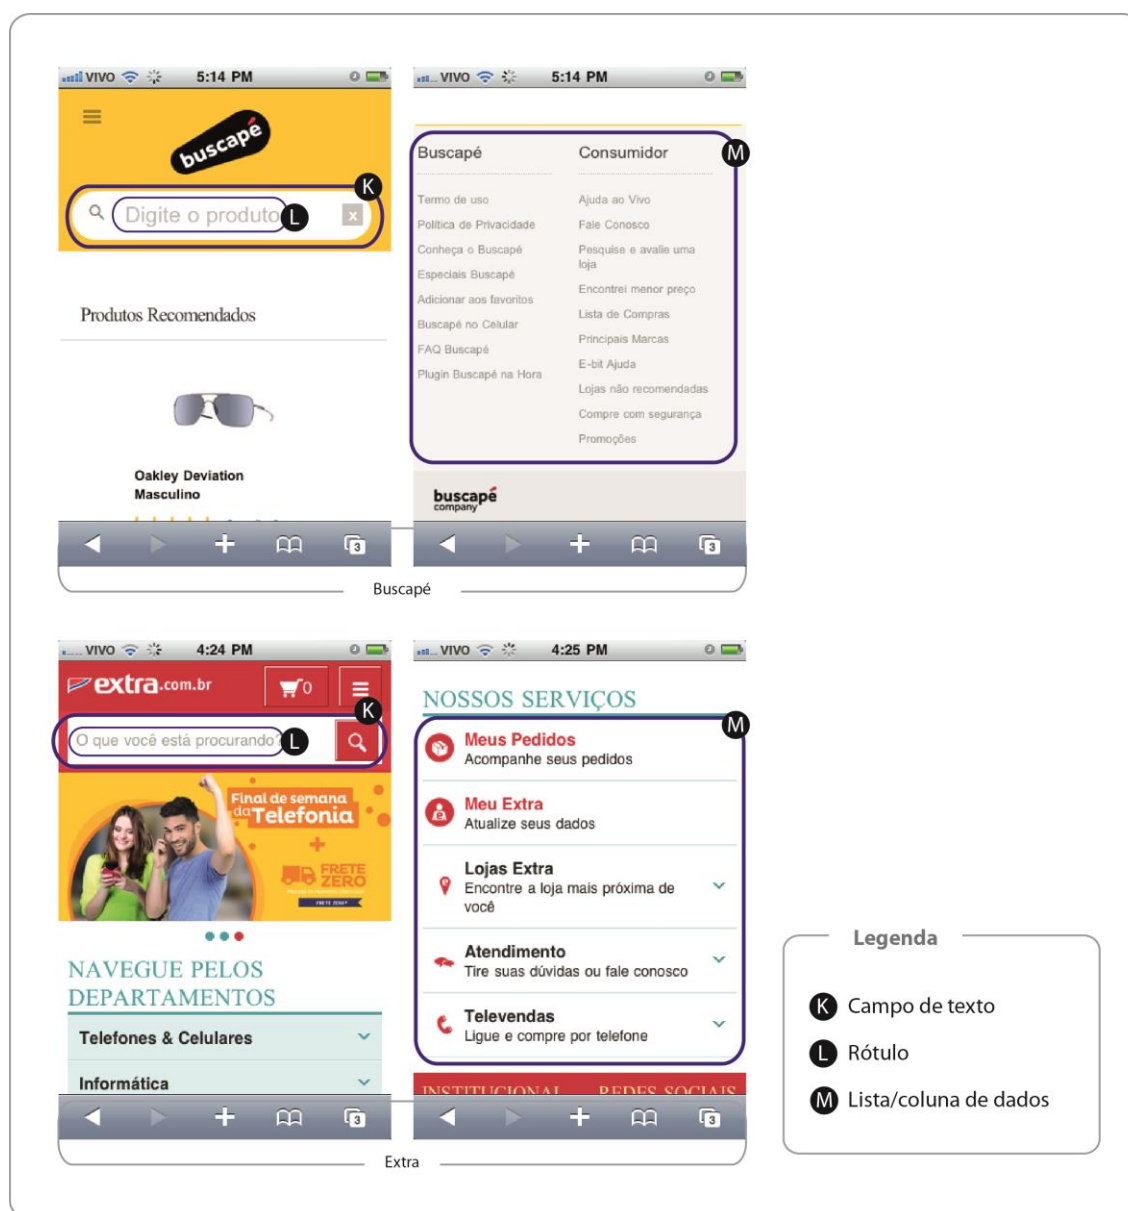 VIVO 5:14 PM
buscapé
K
Digite o produto L x
Produtos Recomendados
Oakley Deviation
Masculino
3
VIVO 5:14 PM
M
Buscapé
Termo de uso
Política de Privacidade
Conheça o Buscapé
Especiais Buscapé
Adicionar aos favoritos
Buscapé no Celular
FAQ Buscapé
Plugin Buscapé na Hora
Consumidor
Ajuda ao Vivo
Fale Conosco
Pesquise e avalie uma
loja
Encontrei menor preço
Lista de Compras
Principais Marcas
E-bit Ajuda
Lojas não recomendadas
Compre com segurança
Promoções
buscapé
company
3
Buscapé
VIVO 4:24 PM
extra.com.br 0
K
O que você está procurando? L
Final de semana
da Telefonia
+
FRETE
ZERO
NAVEGUE PELOS
DEPARTAMENTOS
Telefones & Celulares
Informática
3
VIVO 4:25 PM
NOSSOS SERVIÇOS
M
Meus Pedidos
Acompanhe seus pedidos
Meu Extra
Atualize seus dados
Lojas Extra
Encontre a loja mais próxima de
você
Atendimento
Tire suas dúvidas ou fale conosco
Televendas
Ligue e compre por telefone
INSTITUCIONAL REDES SOCIAIS
3
Extra
Legenda
K Campo de texto
L Rótulo
M Lista/coluna de dados